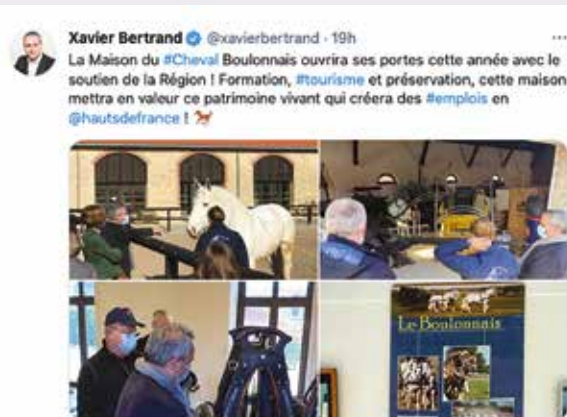 Xavier Bertrand @xavierbertrand · 19h
La Maison du #Cheval Boulonnais ouvrira ses portes cette année avec le
soutien de la Région ! Formation, #tourisme et préservation, cette maison
mettra en valeur ce patrimoine vivant qui créera des #emplois en
@hautsdefrance !
Le Boulonnais